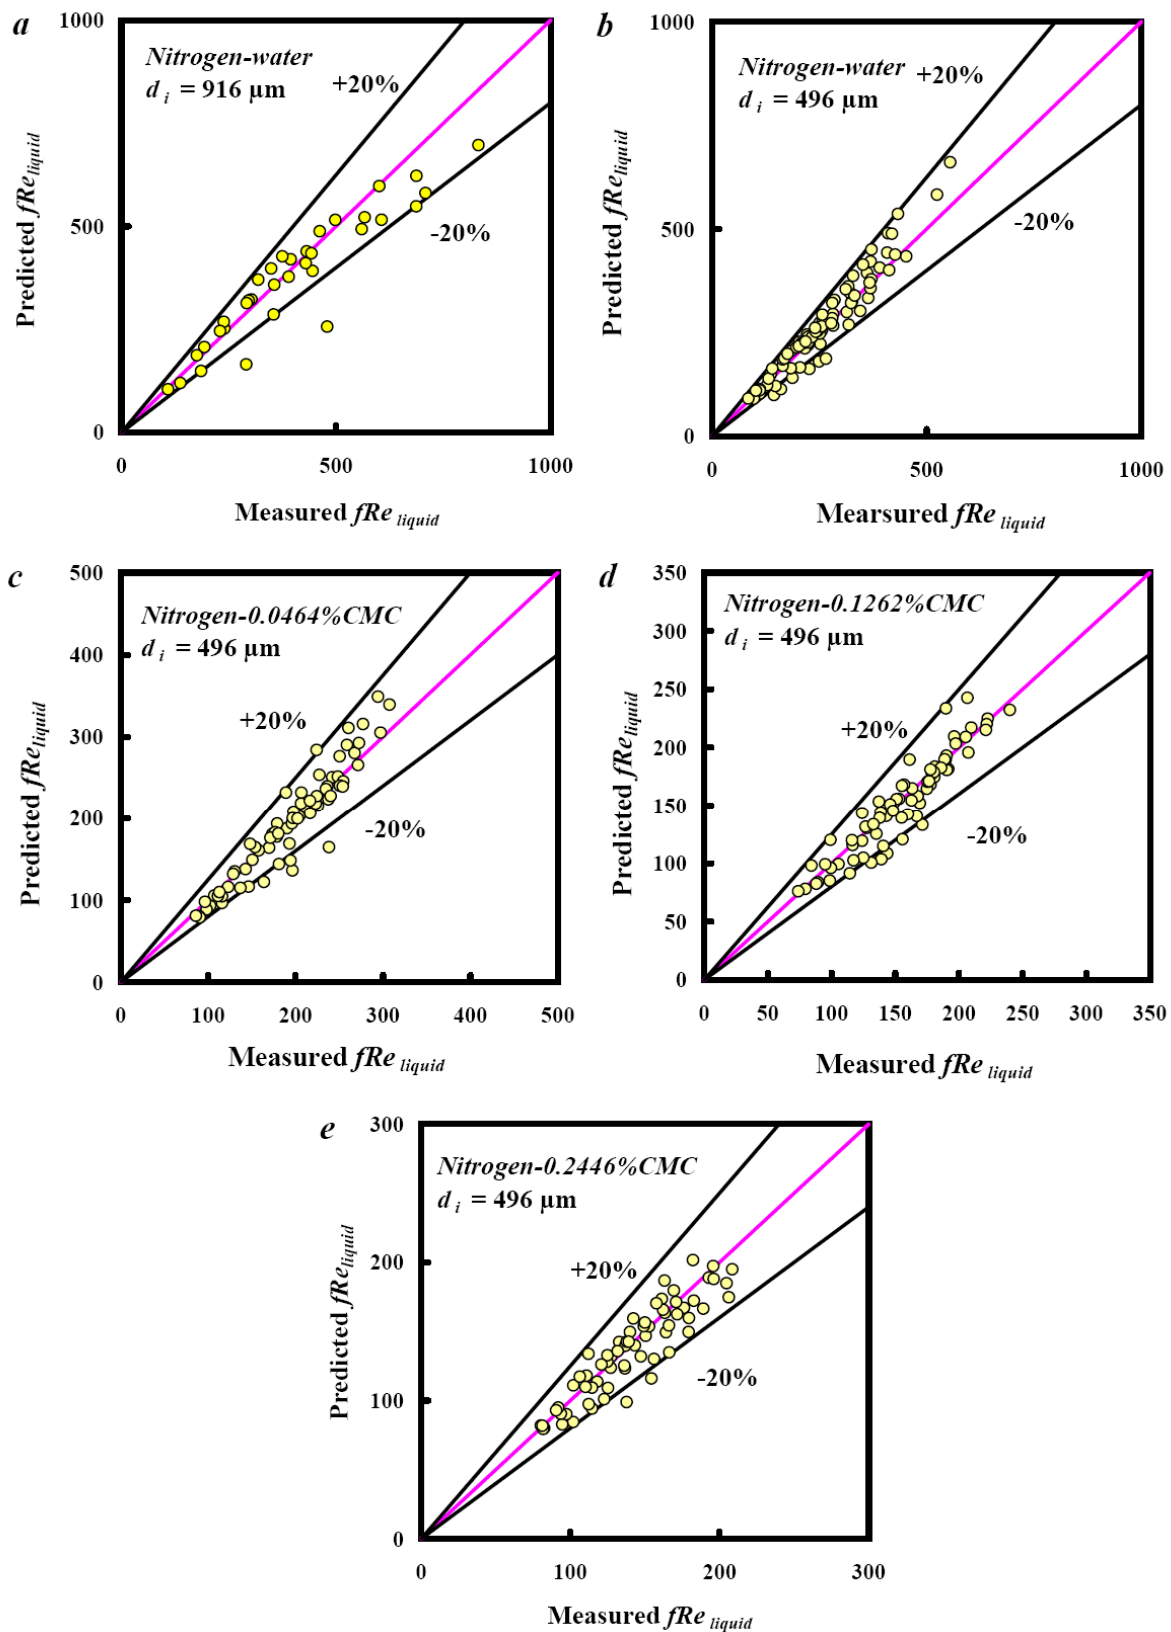 a
1000
Nitrogen-water
d i = 916 µm
+20%
Predicted fRe liquid
500
-20%
0
0 500 1000
Measured fRe liquid
b
1000
Nitrogen-water
d i = 496 µm
+20%
Predicted fRe liquid
500
-20%
0
0 500 1000
Mearsured fRe liquid
c
500
Nitrogen-0.0464%CMC
d i = 496 µm
400
+20%
300
Predicted fRe liquid
200
-20%
100
0
0 100 200 300 400 500
Measured fRe liquid
d
350
Nitrogen-0.1262%CMC
300
d i = 496 µm
250
+20%
200
Predicted fRe liquid
150
-20%
100
50
0
0 50 100 150 200 250 300 350
Measured fRe liquid
e
300
Nitrogen-0.2446%CMC
d i = 496 µm
200
+20%
Predicted fRe liquid
-20%
100
0
0 100 200 300
Measured fRe liquid